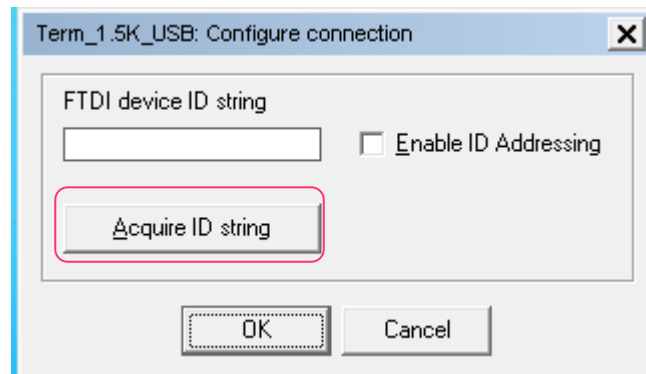 Term_1.5K_USB: Configure connection
FTDI device ID string
Enable ID Addressing
Acquire ID string
OK
Cancel